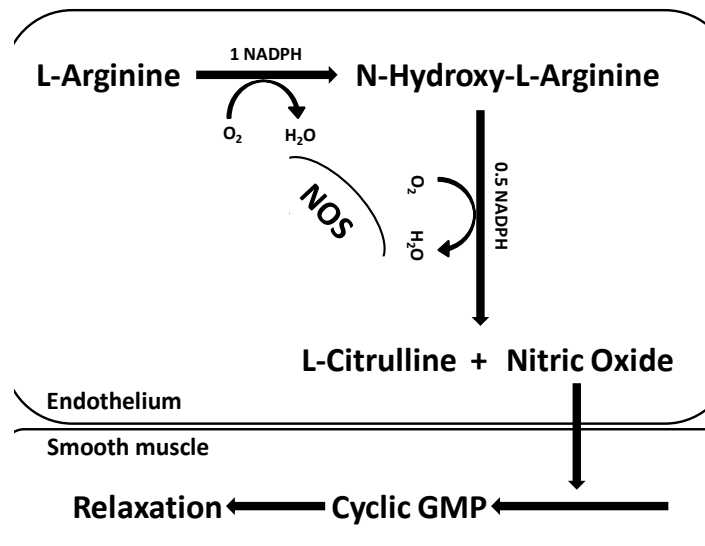 1 NADPH
L-Arginine
N-Hydroxy-L-Arginine
O₂
H₂O
NOS
O₂
H₂O
0.5 NADPH
L-Citrulline + Nitric Oxide
Endothelium
Smooth muscle
Relaxation
Cyclic GMP